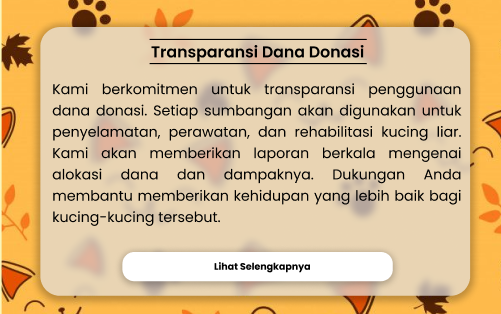 Transparansi Dana Donasi
Kami berkomitmen untuk transparansi penggunaan
dana donasi. Setiap sumbangan akan digunakan untuk
penyelamatan, perawatan, dan rehabilitasi kucing liar.
Kami akan memberikan laporan berkala mengenai
alokasi dana dan dampaknya. Dukungan Anda
membantu memberikan kehidupan yang lebih baik bagi
kucing-kucing tersebut.
Lihat Selengkapnya